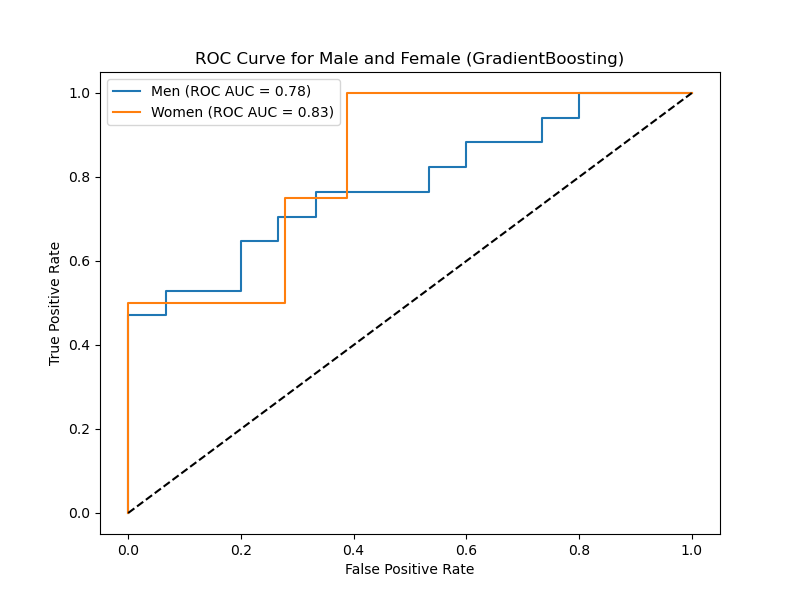 ROC Curve for Male and Female (GradientBoosting)
Men (ROC AUC = 0.78)
Women (ROC AUC = 0.83)
True Positive Rate
1.0
0.8
0.6
0.4
0.2
0.0
0.0 0.2 0.4 0.6 0.8 1.0
False Positive Rate